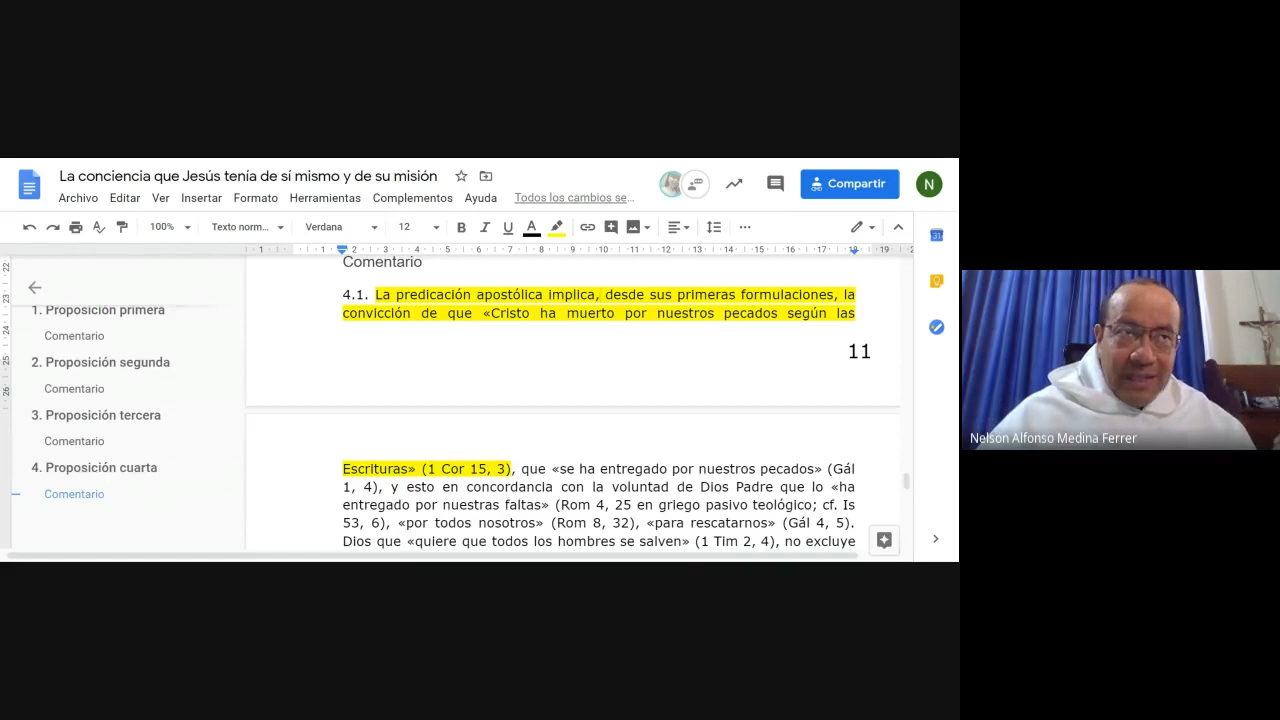 La conciencia que Jesús tenía de sí mismo y de su misión
Archivo Editar Ver Insertar Formato Herramientas Complementos Ayuda Todos los cambios se...
Compartir
N
100% Texto norm... Verdana 12
1. Proposición primera
Comentario
2. Proposición segunda
Comentario
3. Proposición tercera
Comentario
4. Proposición cuarta
Comentario
Comentario
4.1. La predicación apostólica implica, desde sus primeras formulaciones, la
convicción de que «Cristo ha muerto por nuestros pecados según las
11
Escrituras» (1 Cor 15, 3), que «se ha entregado por nuestros pecados» (Gál
1, 4), y esto en concordancia con la voluntad de Dios Padre que lo «ha
entregado por nuestras faltas» (Rom 4, 25 en griego pasivo teológico; cf. Is
53, 6), «por todos nosotros» (Rom 8, 32), «para rescatarnos» (Gál 4, 5).
Dios que «quiere que todos los hombres se salven» (1 Tim 2, 4), no excluye
Nelson Alfonso Medina Ferrer